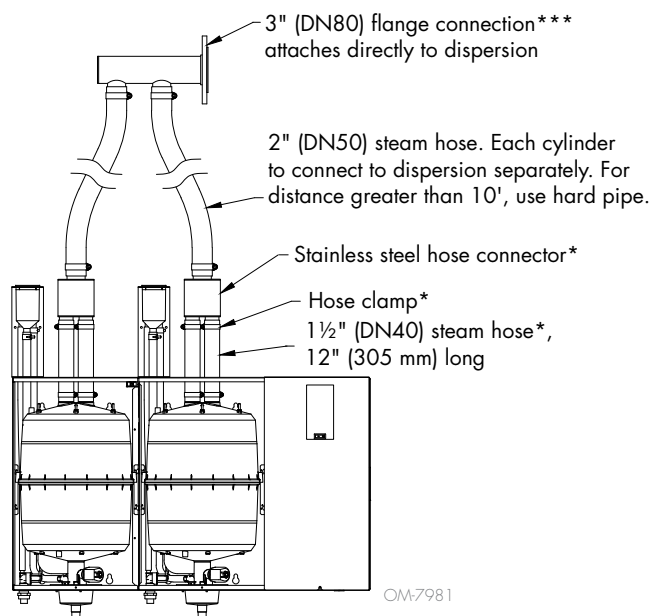 3" (DN80) flange connection***
attaches directly to dispersion
2" (DN50) steam hose. Each cylinder
to connect to dispersion separately. For
distance greater than 10', use hard pipe.
Stainless steel hose connector*
Hose clamp*
1½" (DN40) steam hose*,
12" (305 mm) long
OM-7981